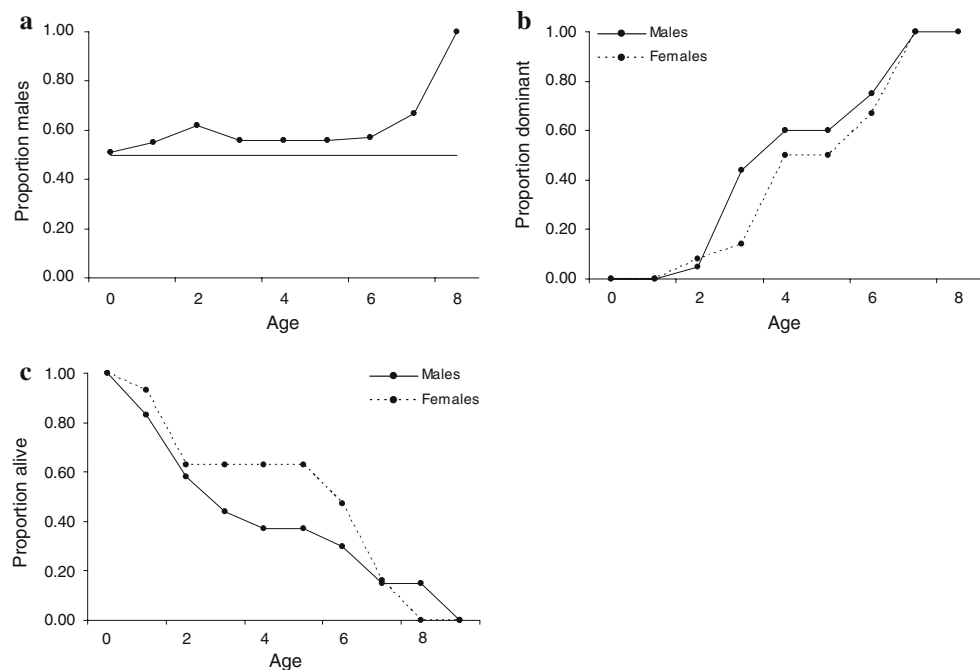 a
1.00
0.80
0.60
0.40
0.20
0.00
Proportion males
0 2 4 6 8
Age
b
1.00
0.80
0.60
0.40
0.20
0.00
Proportion dominant
Males
Females
0 2 4 6 8
Age
c
1.00
0.80
0.60
0.40
0.20
0.00
Proportion alive
Males
Females
0 2 4 6 8
Age